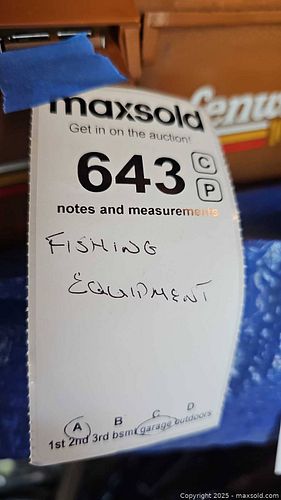 maxsold
Get in on the auction!
643
C
P
notes and measurements
FISHING
EQUIPMENT
A B C D
1st 2nd 3rd bsmt garage outdoors
Copyright 2025 - maxsold.com